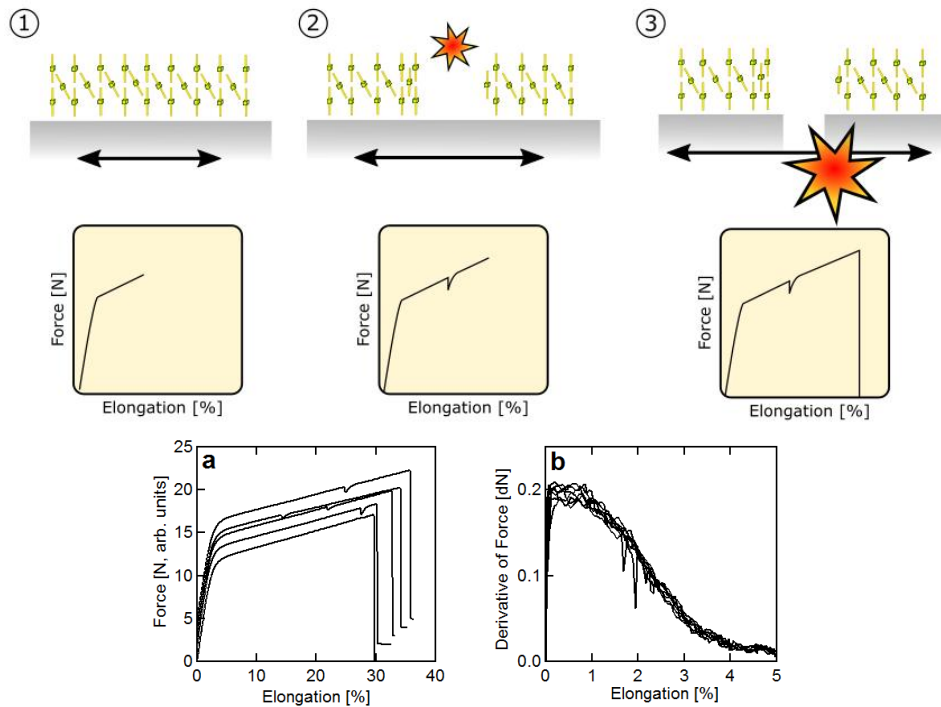 1
2
3
Force [N]
Elongation [%]
Force [N]
Elongation [%]
Force [N]
Elongation [%]
a
Force [N, arb. units]
25
20
15
10
5
0
0 10 20 30 40
Elongation [%]
b
Derivative of Force [dN]
0.2
0.1
0.0
0 1 2 3 4 5
Elongation [%]